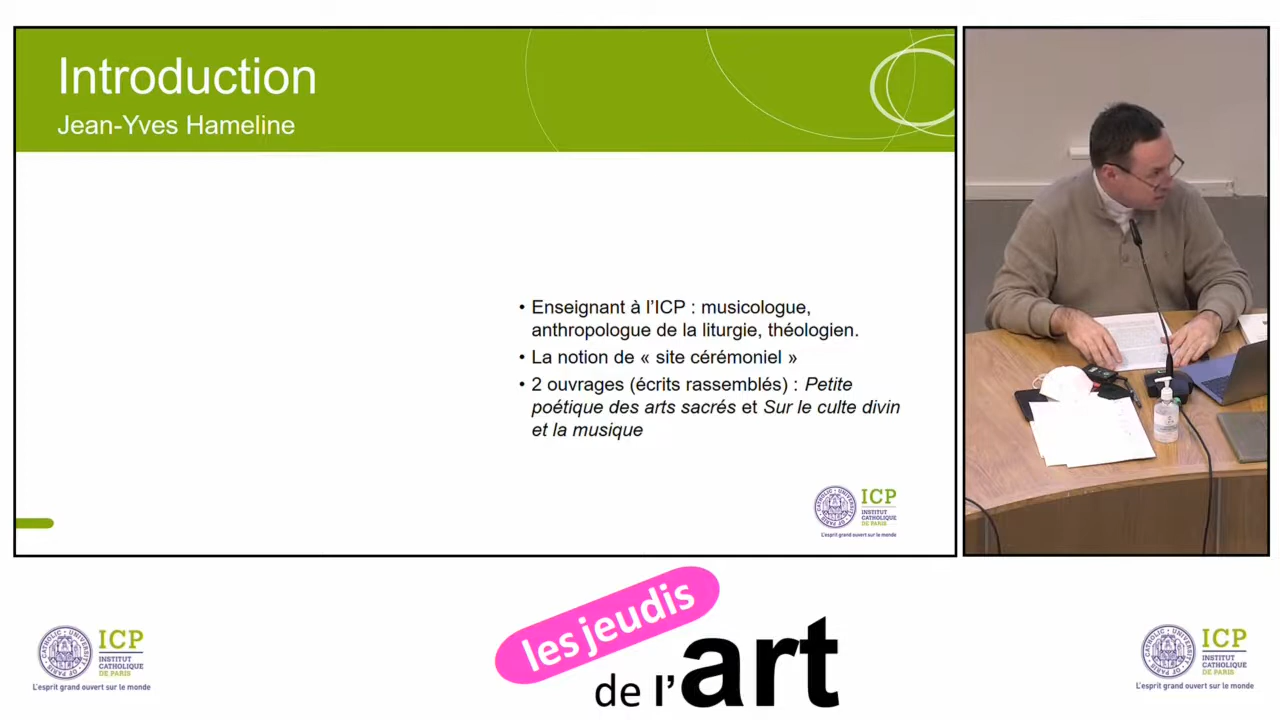 Introduction
Jean-Yves Hameline
• Enseignant à l’ICP : musicologue,
anthropologue de la liturgie, théologien.
• La notion de « site cérémoniel »
• 2 ouvrages (écrits rassemblés) : Petite
poétique des arts sacrés et Sur le culte divin
et la musique
ICP
INSTITUT
CATHOLIQUE
DE PARIS
L’esprit grand ouvert sur le monde
les jeudis
de l’art
ICP
INSTITUT
CATHOLIQUE
DE PARIS
L’esprit grand ouvert sur le monde
ICP
INSTITUT
CATHOLIQUE
DE PARIS
L’esprit grand ouvert sur le monde